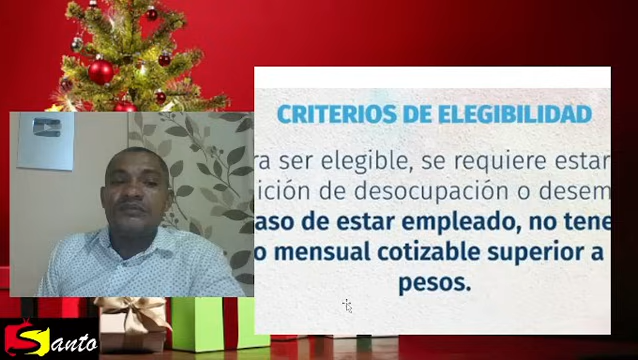 CRITERIOS DE ELEGIBILIDAD
ra ser elegible, se requiere estar
ición de desocupación o desem
aso de estar empleado, no tene
o mensual cotizable superior a
pesos.
Santo